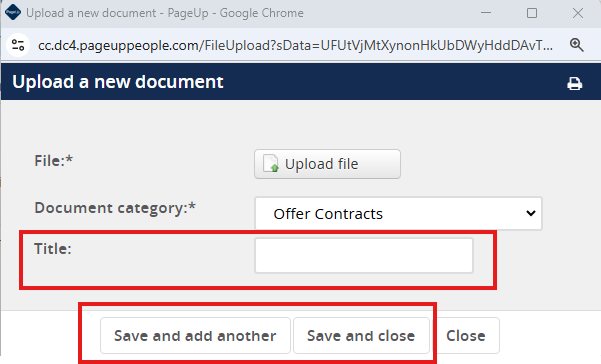 Upload a new document - PageUp - Google Chrome
cc.dc4.pageuppeople.com/FileUpload?sData=UFUtVjMtXynonHkUbDWyHddDAvT...
Upload a new document
File:*
Upload file
Document category:*
Offer Contracts
Title:
Save and add another
Save and close
Close